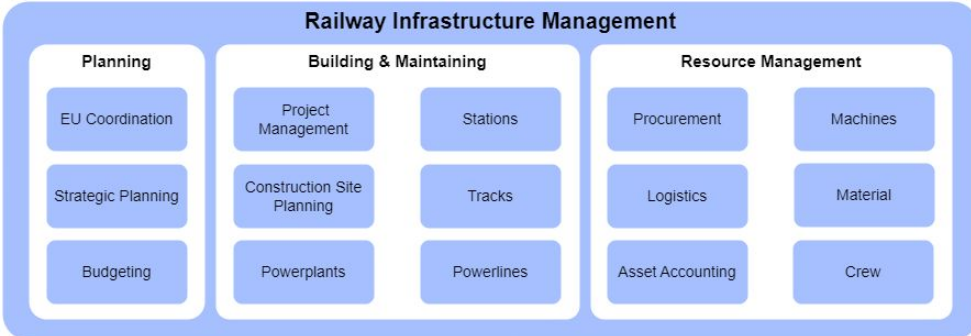 Railway Infrastructure Management
Planning
EU Coordination
Strategic Planning
Budgeting
Building & Maintaining
Project
Management
Stations
Construction Site
Planning
Tracks
Powerplants
Powerlines
Resource Management
Procurement
Machines
Logistics
Material
Asset Accounting
Crew